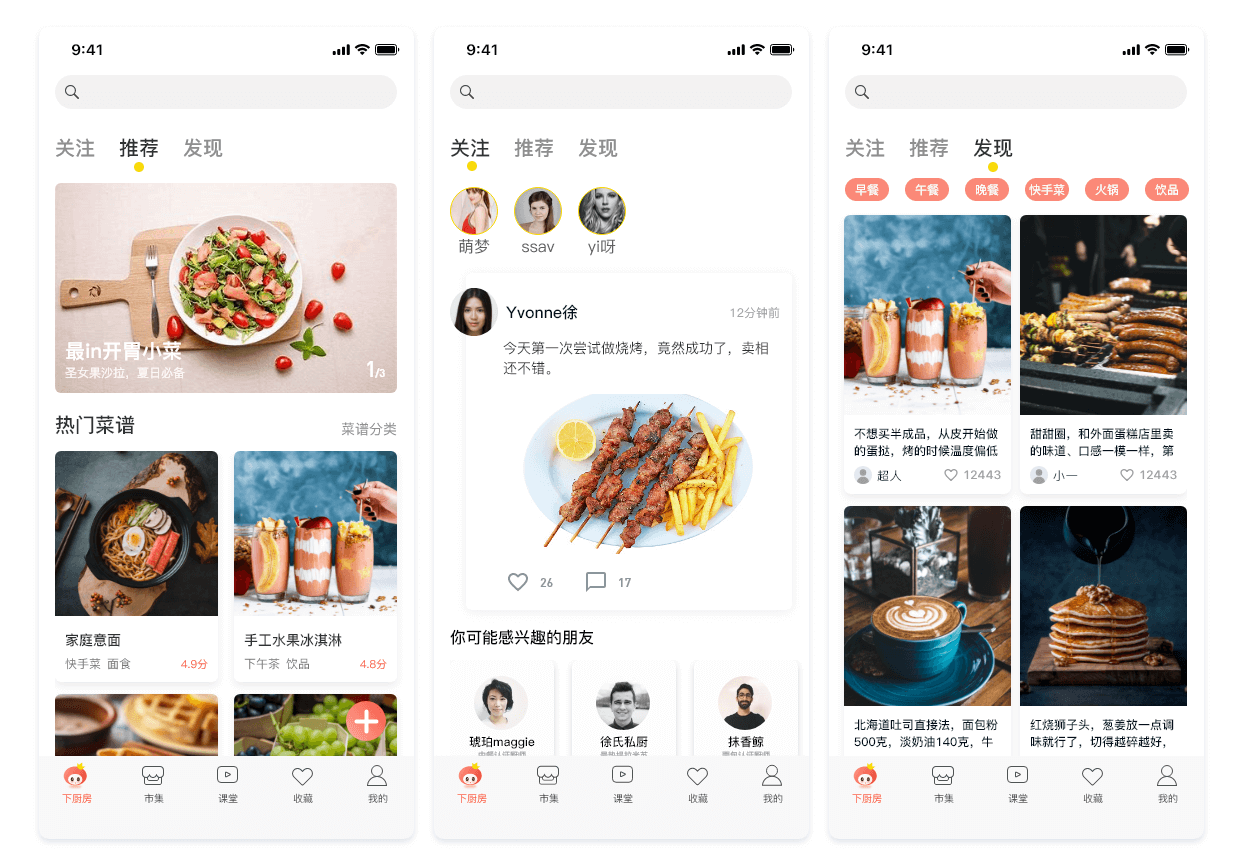 9:41
关注 推荐 发现
最in开胃小菜
圣女果沙拉，夏日必备
1/3
热门菜谱
菜谱分类
家庭意面
快手菜 面食 4.9分
手工水果冰淇淋
下午茶 饮品 4.8分
下厨房 市集 课堂 收藏 我的
9:41
关注 推荐 发现
萌梦 ssav yi呀
Yvonne徐
12分钟前
今天第一次尝试做烧烤，竟然成功了，卖相
还不错。
26 17
你可能感兴趣的朋友
琥珀maggie 徐氏私厨 抹香鲸
下厨房 市集 课堂 收藏 我的
9:41
关注 推荐 发现
早餐 午餐 晚餐 快手菜 火锅 饮品
不想买半成品，从皮开始做
的蛋挞，烤的时候温度偏低
超人 12443
甜甜圈，和外面蛋糕店里卖
的味道、口感一模一样，第
小一 12443
北海道吐司直接法，面包粉
500克，淡奶油140克，牛
红烧狮子头，葱姜放一点调
味就行了，切得越碎越好，
下厨房 市集 课堂 收藏 我的